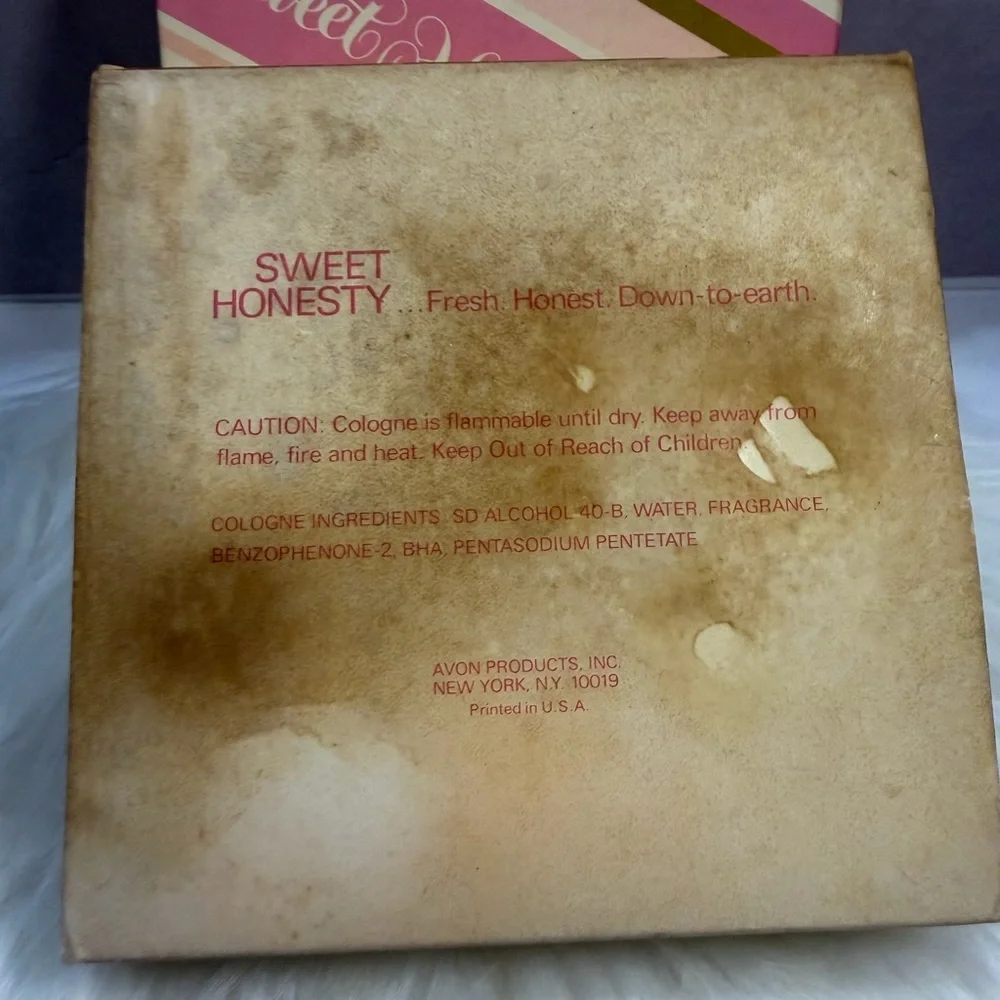 Sweet
SWEET
HONESTY ...Fresh. Honest. Down-to-earth.
CAUTION: Cologne is flammable until dry. Keep away from
flame, fire and heat. Keep Out of Reach of Children.
COLOGNE INGREDIENTS: SD ALCOHOL 40-B, WATER, FRAGRANCE,
BENZOPHENONE-2, BHA, PENTASODIUM PENTETATE
AVON PRODUCTS, INC.
NEW YORK, N.Y. 10019
Printed in U.S.A.